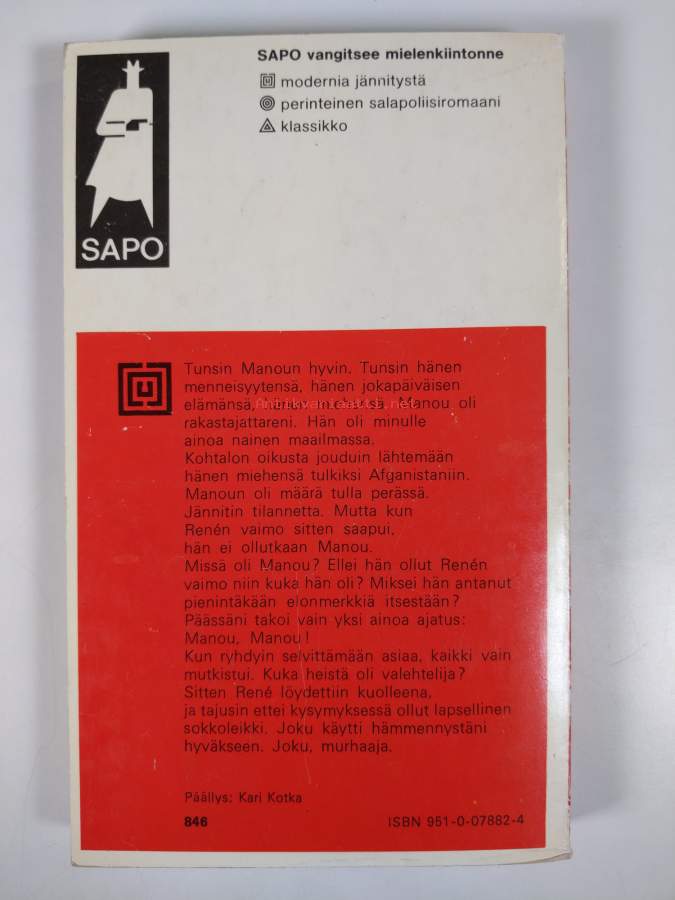 SAPO vangitsee mielenkiintonne
modernia jännitystä
perinteinen salapoliisiromaani
klassikko
SAPO
Tunsin Manoun hyvin. Tunsin hänen
menneisyytensä, hänen jokapäiväisen
elämänsä, hänen miehensä. Manou oli
rakastajattareni. Hän oli minulle
ainoa nainen maailmassa.
Kohtalon oikusta jouduin lähtemään
hänen miehensä tulkiksi Afganistaniin.
Manoun oli määrä tulla perässä.
Jännitin tilannetta. Mutta kun
Renén vaimo sitten saapui,
hän ei ollutkaan Manou.
Missä oli Manou? Ellei hän ollut Renén
vaimo niin kuka hän oli? Miksei hän antanut
pienintäkään elonmerkkiä itsestään?
Päässäni takoi vain yksi ainoa ajatus:
Manou, Manou!
Kun ryhdyin selvittämään asiaa, kaikki vain
mutkistui. Kuka heistä oli valehtelija?
Sitten René löydettiin kuolleena,
ja tajusin ettei kysymyksessä ollut lapsellinen
sokkoleikki. Joku käytti hämmennystäni
hyväkseen. Joku, murhaaja.
Päällys: Kari Kotka
846 ISBN 951-0-07882-4